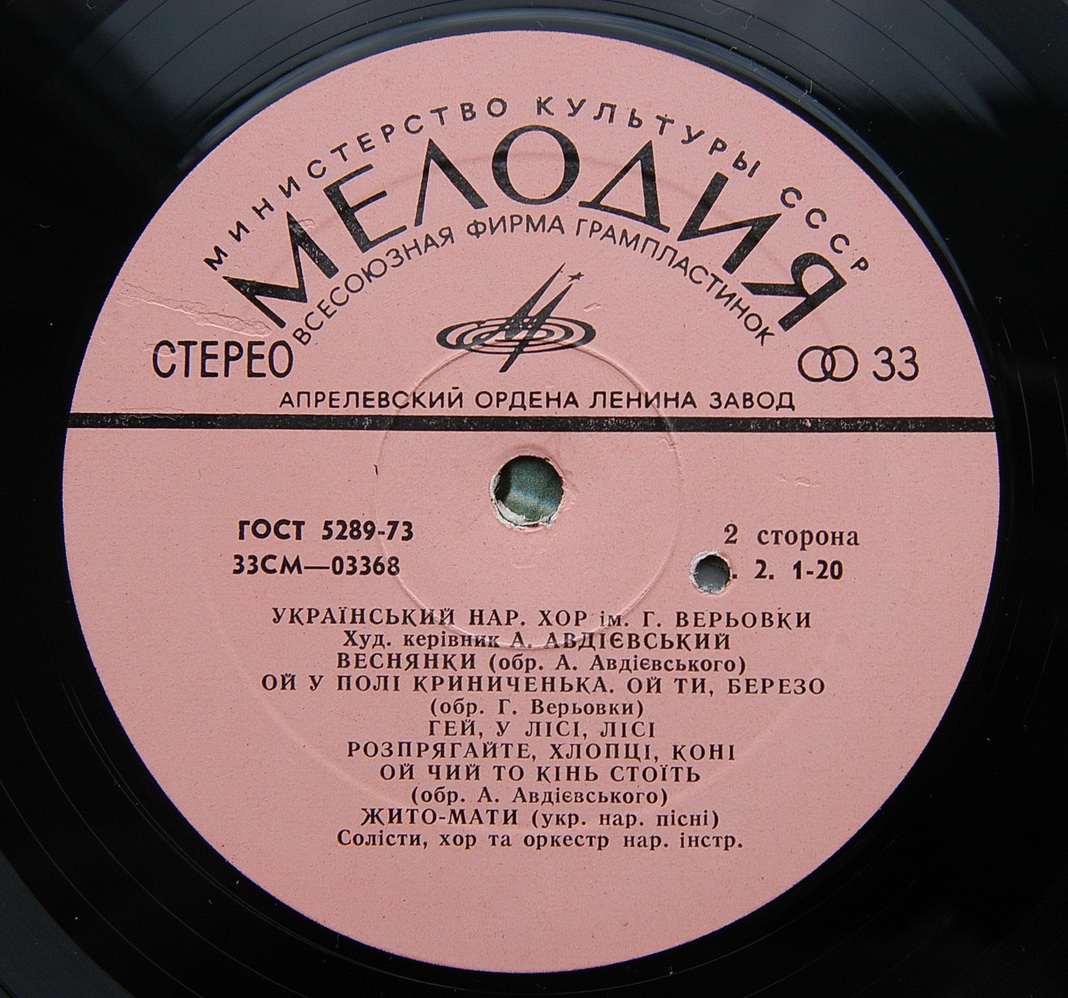 МИНИСТЕРСТВО КУЛЬТУРЫ СССР
МЕЛОДИЯ
ВСЕСОЮЗНАЯ ФИРМА ГРАМПЛАСТИНОК
СТЕРЕО
33
АПРЕЛЕВСКИЙ ОРДЕНА ЛЕНИНА ЗАВОД
ГОСТ 5289-73
2 сторона
33СМ—03368
. 2. 1-20
УКРАЇНСЬКИЙ НАР. ХОР ім. Г. ВЕРЬОВКИ
Худ. керівник А. АВДІЄВСЬКИЙ
ВЕСНЯНКИ (обр. А. Авдієвського)
ОЙ У ПОЛІ КРИНИЧЕНЬКА. ОЙ ТИ, БЕРЕЗО
(обр. Г. Верьовки)
ГЕЙ, У ЛІСІ, ЛІСІ
РОЗПРЯГАЙТЕ, ХЛОПЦІ, КОНІ
ОЙ ЧИЙ ТО КІНЬ СТОЇТЬ
(обр. А. Авдієвського)
ЖИТО-МАТИ (укр. нар. пісні)
Солісти, хор та оркестр нар. інстр.